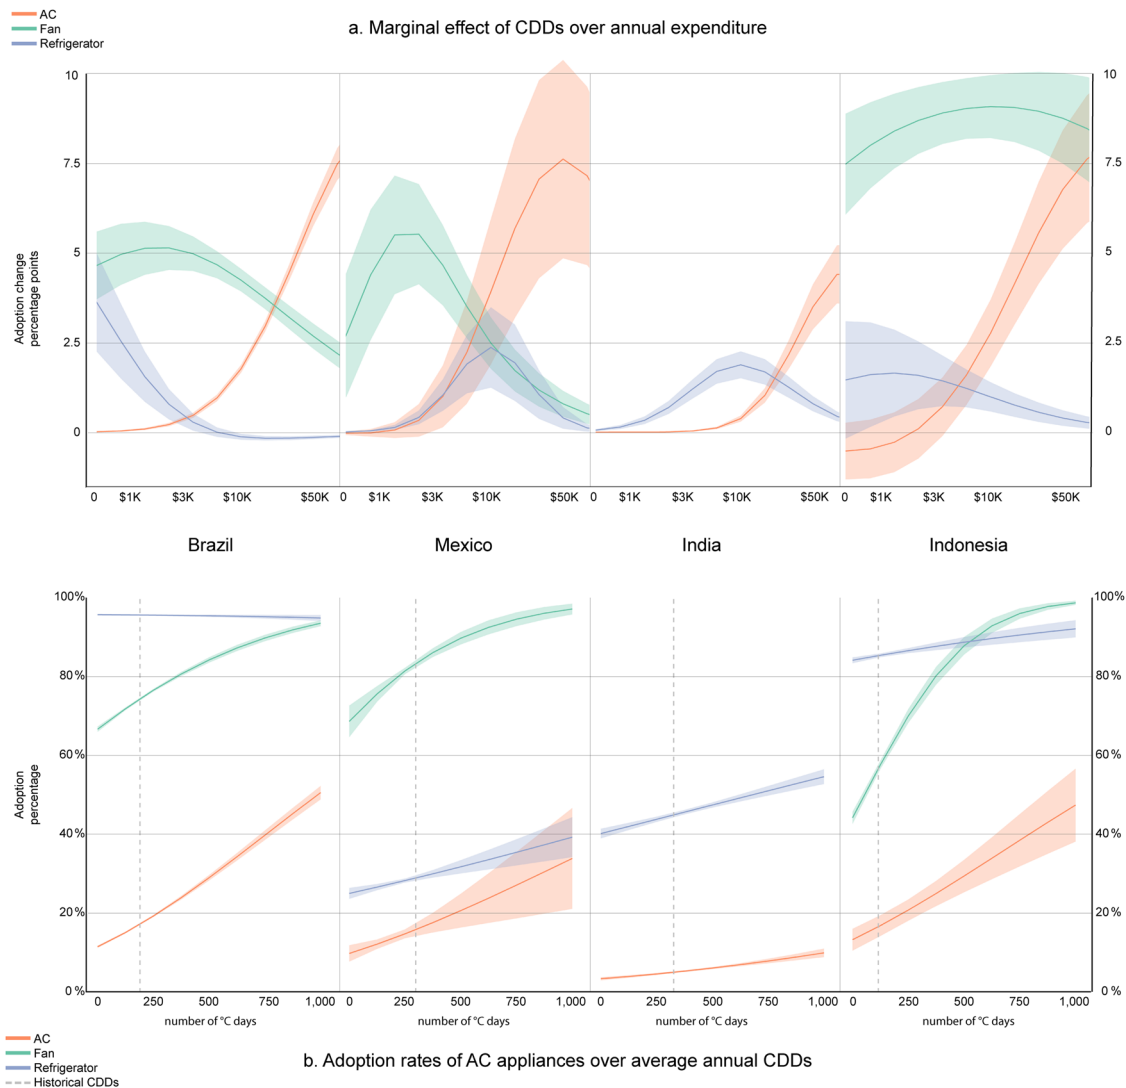 AC
Fan
Refrigerator
a. Marginal effect of CDDs over annual expenditure
Adoption change
percentage points
10
7.5
5
2.5
0
10
7.5
5
2.5
0
0 $1K $3K $10K $50K
0 $1K $3K $10K $50K
0 $1K $3K $10K $50K
0 $1K $3K $10K $50K
Brazil
Mexico
India
Indonesia
Adoption
percentage
100%
80%
60%
40%
20%
0 %
100%
80%
60%
40%
20%
0 %
0 250 500 750 1,000
0 250 500 750 1,000
0 250 500 750 1,000
0 250 500 750 1,000
number of °C days
number of °C days
number of °C days
number of °C days
AC
Fan
Refrigerator
Historical CDDs
b. Adoption rates of AC appliances over average annual CDDs